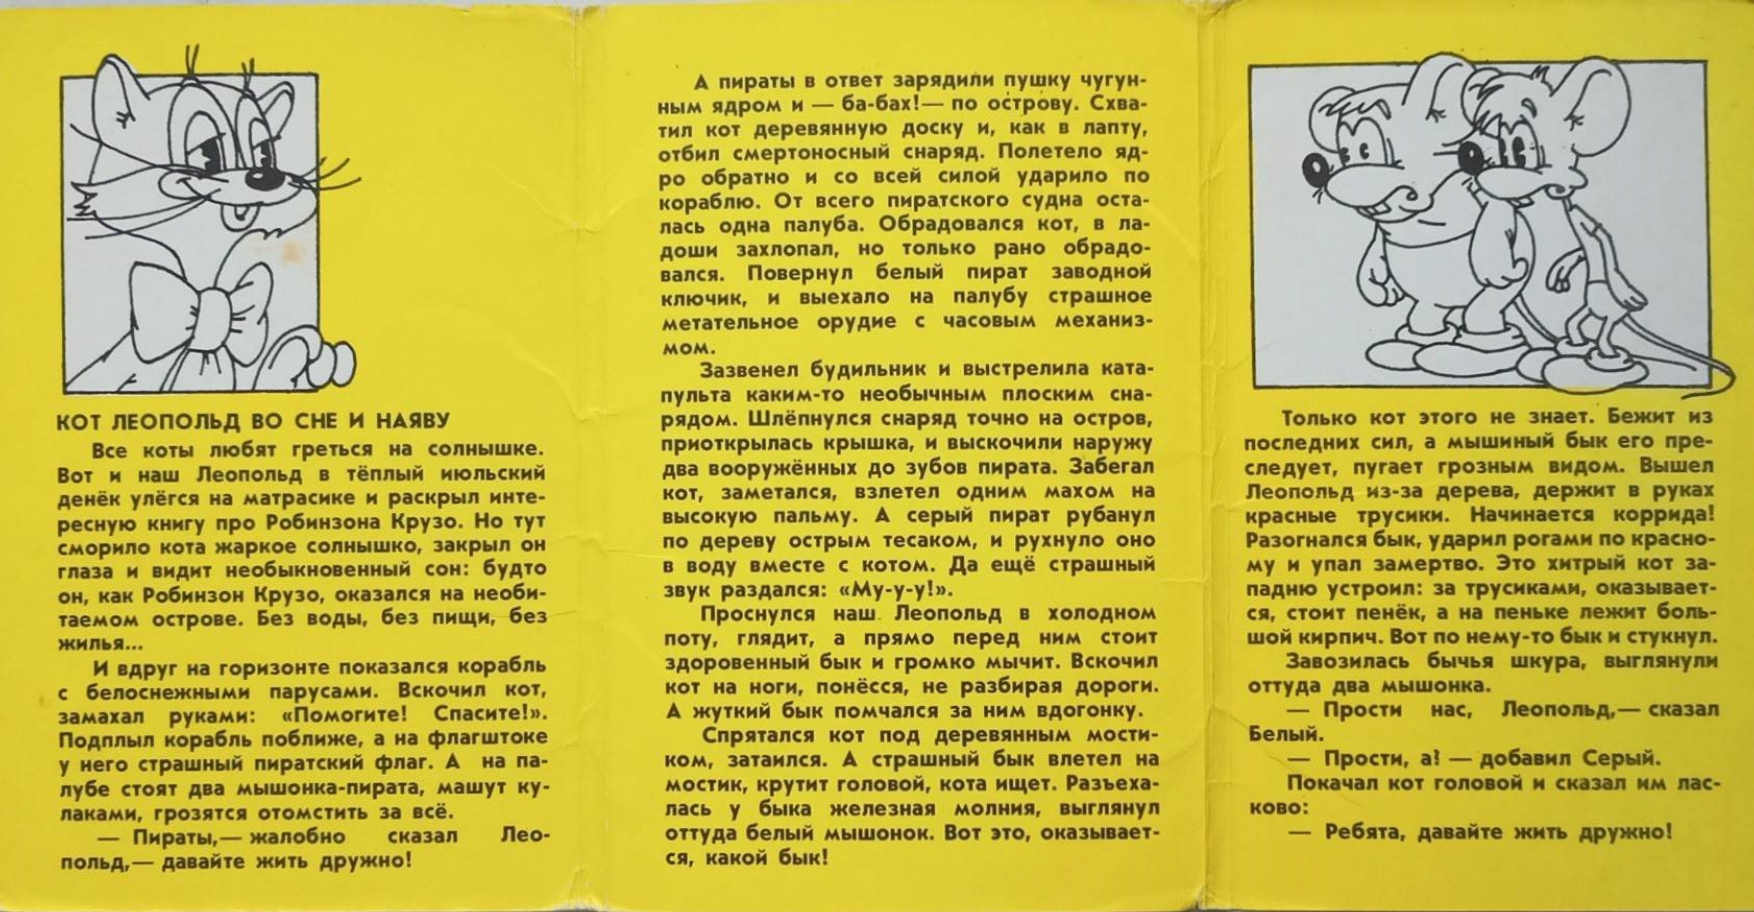 КОТ ЛЕОПОЛЬД ВО СНЕ И НАЯВУ
Все коты любят греться на солнышке.
Вот и наш Леопольд в тёплый июльский
денёк улёгся на матрасике и раскрыл инте-
ресную книгу про Робинзона Крузо. Но тут
сморило кота жаркое солнышко, закрыл он
глаза и видит необыкновенный сон: будто
он, как Робинзон Крузо, оказался на необи-
таемом острове. Без воды, без пищи, без
жилья...
И вдруг на горизонте показался корабль
с белоснежными парусами. Вскочил кот,
замахал руками: «Помогите! Спасите!».
Подплыл корабль поближе, а на флагштоке
у него страшный пиратский флаг. А на па-
лубе стоят два мышонка-пирата, машут ку-
лаками, грозятся отомстить за всё.
— Пираты,— жалобно сказал Лео-
польд,— давайте жить дружно!
А пираты в ответ зарядили пушку чугун-
ным ядром и — ба-бах!— по острову. Схва-
тил кот деревянную доску и, как в лапту,
отбил смертоносный снаряд. Полетело яд-
ро обратно и со всей силой ударило по
кораблю. От всего пиратского судна оста-
лась одна палуба. Обрадовался кот, в ла-
доши захлопал, но только рано обрадо-
вался. Повернул белый пират заводной
ключик, и выехало на палубу страшное
метательное орудие с часовым механиз-
мом.
Зазвенел будильник и выстрелила ката-
пульта каким-то необычным плоским сна-
рядом. Шлёпнулся снаряд точно на остров,
приоткрылась крышка, и выскочили наружу
два вооружённых до зубов пирата. Забегал
кот, заметался, взлетел одним махом на
высокую пальму. А серый пират рубанул
по дереву острым тесаком, и рухнуло оно
в воду вместе с котом. Да ещё страшный
звук раздался: «Му-у-у!».
Проснулся наш Леопольд в холодном
поту, глядит, а прямо перед ним стоит
здоровенный бык и громко мычит. Вскочил
кот на ноги, понёсся, не разбирая дороги.
А жуткий бык помчался за ним вдогонку.
Спрятался кот под деревянным мости-
ком, затаился. А страшный бык влетел на
мостик, крутит головой, кота ищет. Разъеха-
лась у быка железная молния, выглянул
оттуда белый мышонок. Вот это, оказывает-
ся, какой бык!
Только кот этого не знает. Бежит из
последних сил, а мышиный бык его пре-
следует, пугает грозным видом. Вышел
Леопольд из-за дерева, держит в руках
красные трусики. Начинается коррида!
Разогнался бык, ударил рогами по красно-
му и упал замертво. Это хитрый кот за-
падню устроил: за трусиками, оказывает-
ся, стоит пенёк, а на пеньке лежит боль-
шой кирпич. Вот по нему-то бык и стукнул.
Завозилась бычья шкура, выглянули
оттуда два мышонка.
— Прости нас, Леопольд,— сказал
Белый.
— Прости, а! — добавил Серый.
Покачал кот головой и сказал им лас-
ково:
— Ребята, давайте жить дружно!